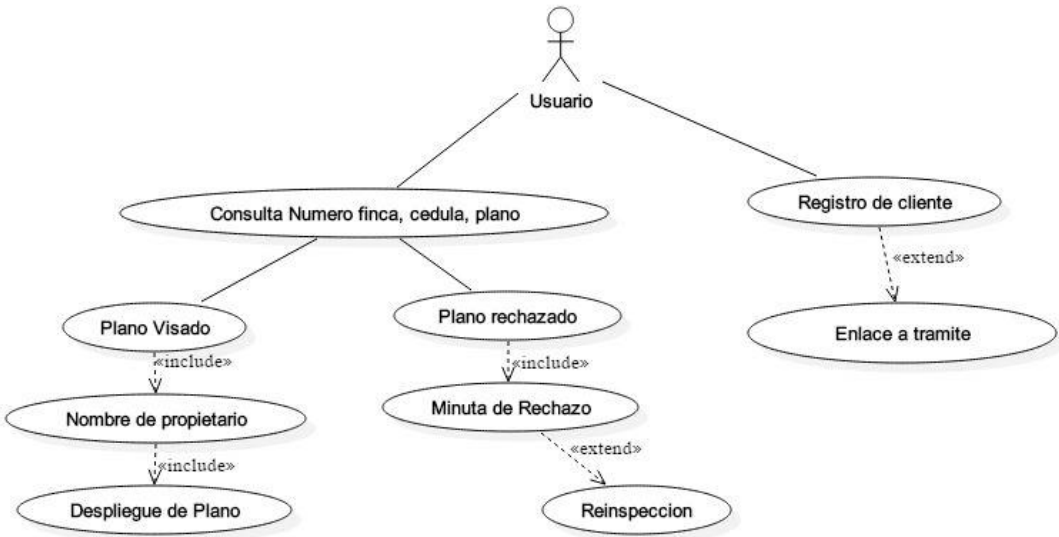 Usuario
Consulta Numero finca, cedula, plano
Registro de cliente
«extend»
Plano Visado
Plano rechazado
Enlace a tramite
«include»
«include»
Nombre de propietario
Minuta de Rechazo
«include»
«extend»
Despliegue de Plano
Reinspeccion